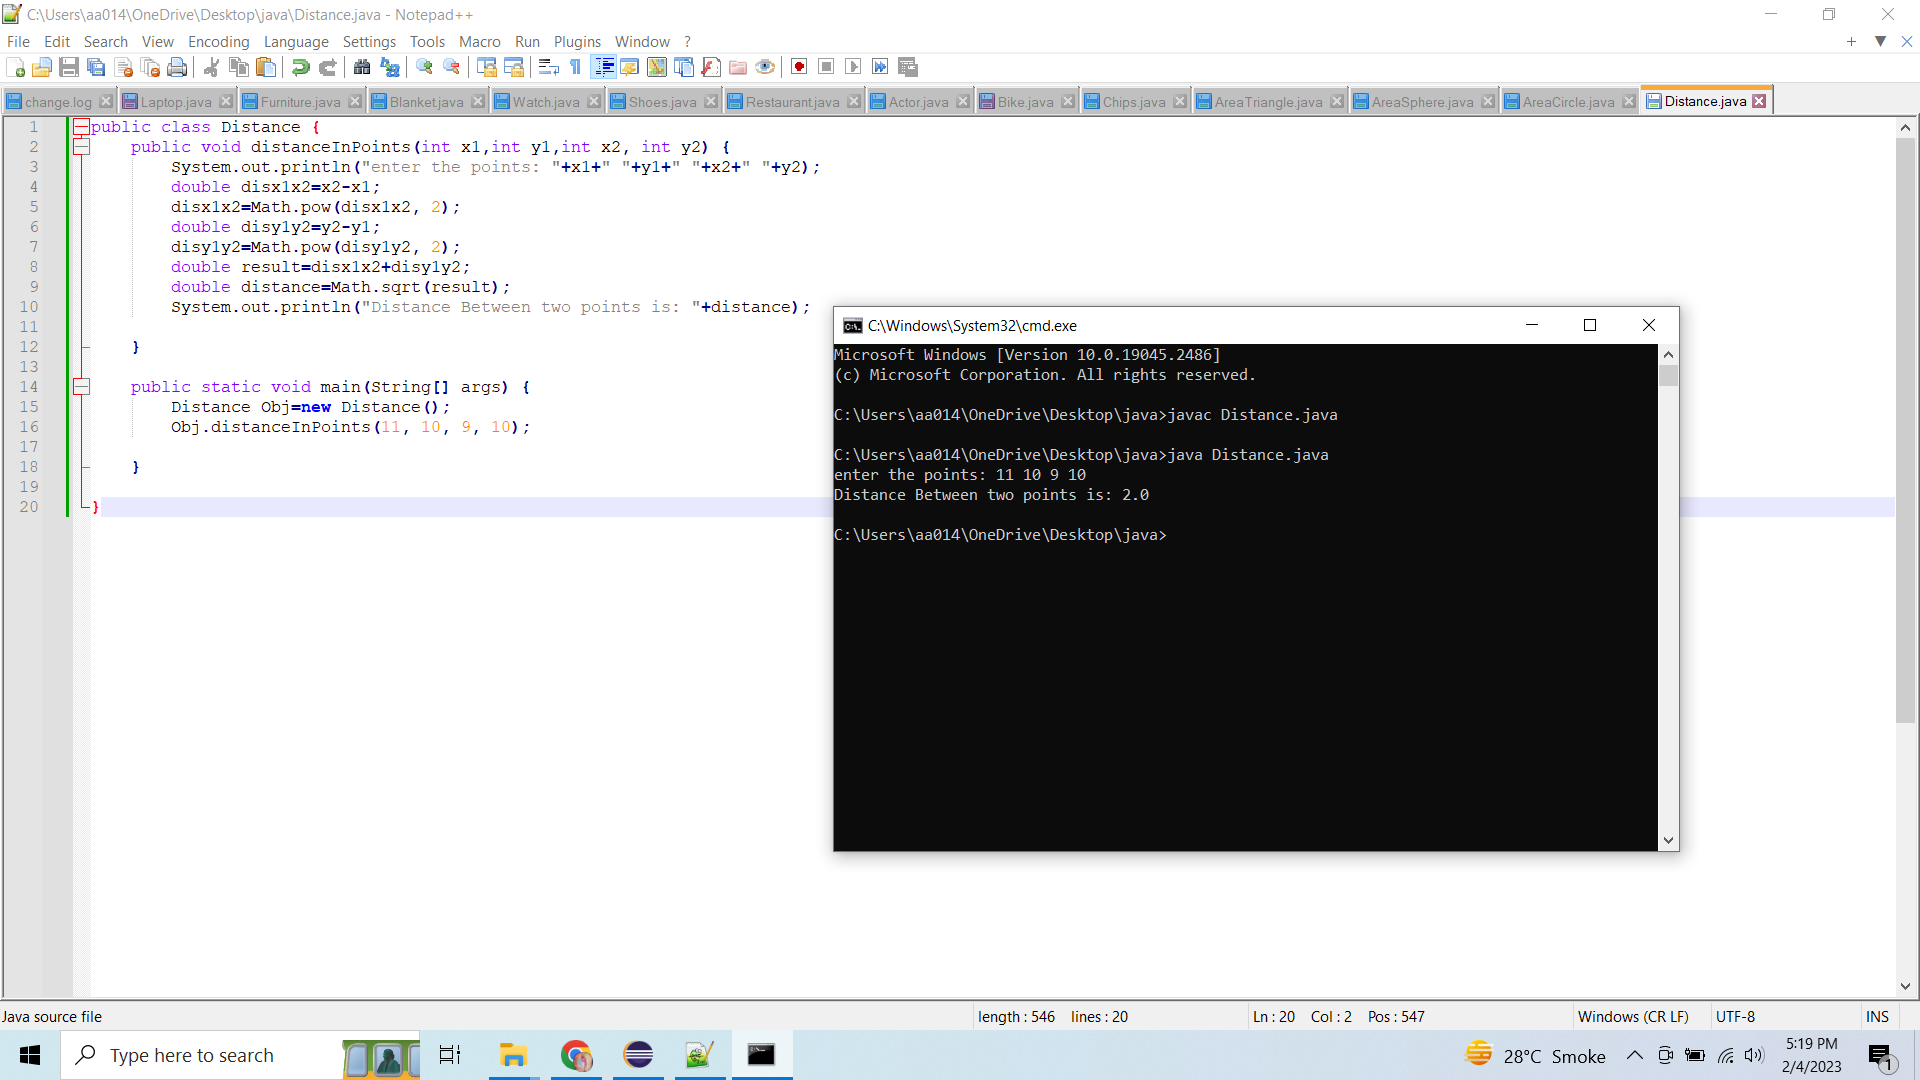 C:\Users\aa014\OneDrive\Desktop\java\Distance.java - Notepad++
File Edit Search View Encoding Language Settings Tools Macro Run Plugins Window ?
change.log Laptop.java Furniture.java Blanket.java Watch.java Shoes.java Restaurant.java Actor.java Bike.java Chips.java AreaTriangle.java AreaSphere.java AreaCircle.java Distance.java
1 public class Distance {
2 public void distanceInPoints(int x1,int y1,int x2, int y2) {
3 System.out.println("enter the points: "+x1+" "+y1+" "+x2+" "+y2);
4 double disx1x2=x2-x1;
5 disx1x2=Math.pow(disx1x2, 2);
6 double disy1y2=y2-y1;
7 disy1y2=Math.pow(disy1y2, 2);
8 double result=disx1x2+disy1y2;
9 double distance=Math.sqrt(result);
10 System.out.println("Distance Between two points is: "+distance);
11
12 }
13
14 public static void main(String[] args) {
15 Distance Obj=new Distance();
16 Obj.distanceInPoints(11, 10, 9, 10);
17
18 }
19
20 }
C:\Windows\System32\cmd.exe
Microsoft Windows [Version 10.0.19045.2486]
(c) Microsoft Corporation. All rights reserved.
C:\Users\aa014\OneDrive\Desktop\java>javac Distance.java
C:\Users\aa014\OneDrive\Desktop\java>java Distance.java
enter the points: 11 10 9 10
Distance Between two points is: 2.0
C:\Users\aa014\OneDrive\Desktop\java>
Java source file length : 546 lines : 20 Ln : 20 Col : 2 Pos : 547 Windows (CR LF) UTF-8 INS
Type here to search 28°C Smoke 5:19 PM
2/4/2023 1